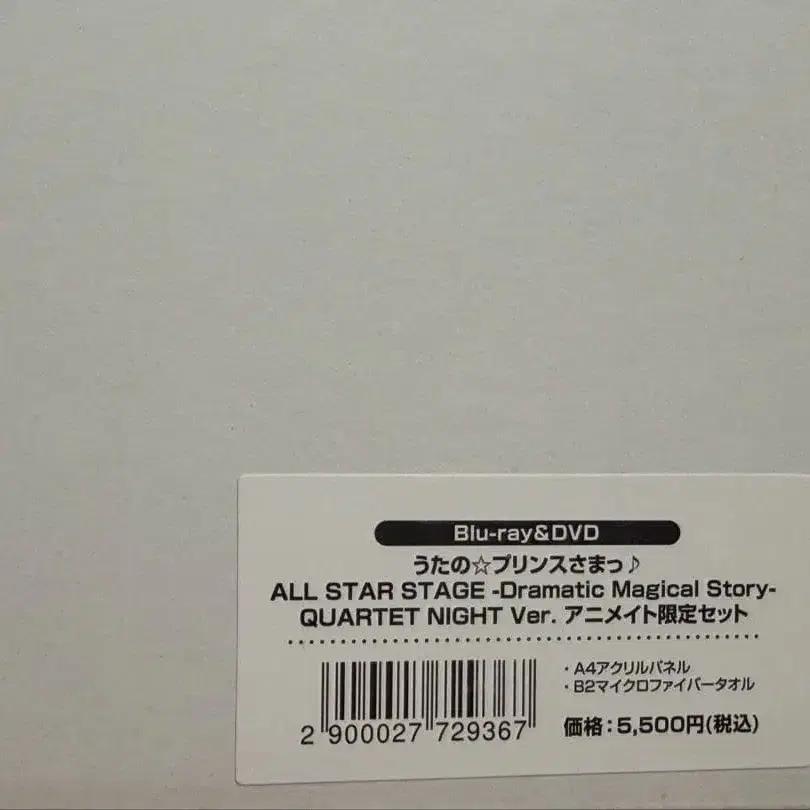 Blu-ray&DVD
うたの☆プリンスさまっ♪
ALL STAR STAGE -Dramatic Magical Story-
QUARTET NIGHT Ver. アニメイト限定セット
・A4アクリルパネル
・B2マイクロファイバータオル
2 900027 729367
価格：5,500円(税込)